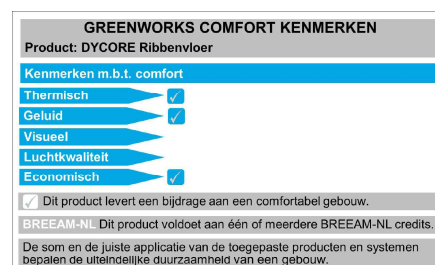 GREENWORKS COMFORT KENMERKEN
Product: DYCORE Ribbenvloer
Kenmerken m.b.t. comfort
Thermisch
Geluid
Visueel
Luchtkwaliteit
Economisch
Dit product levert een bijdrage aan een comfortabel gebouw.
BREEAM-NL Dit product voldoet aan één of meerdere BREEAM-NL credits.
De som en de juiste applicatie van de toegepaste producten en systemen
bepalen de uiteindelijke duurzaamheid van een gebouw.